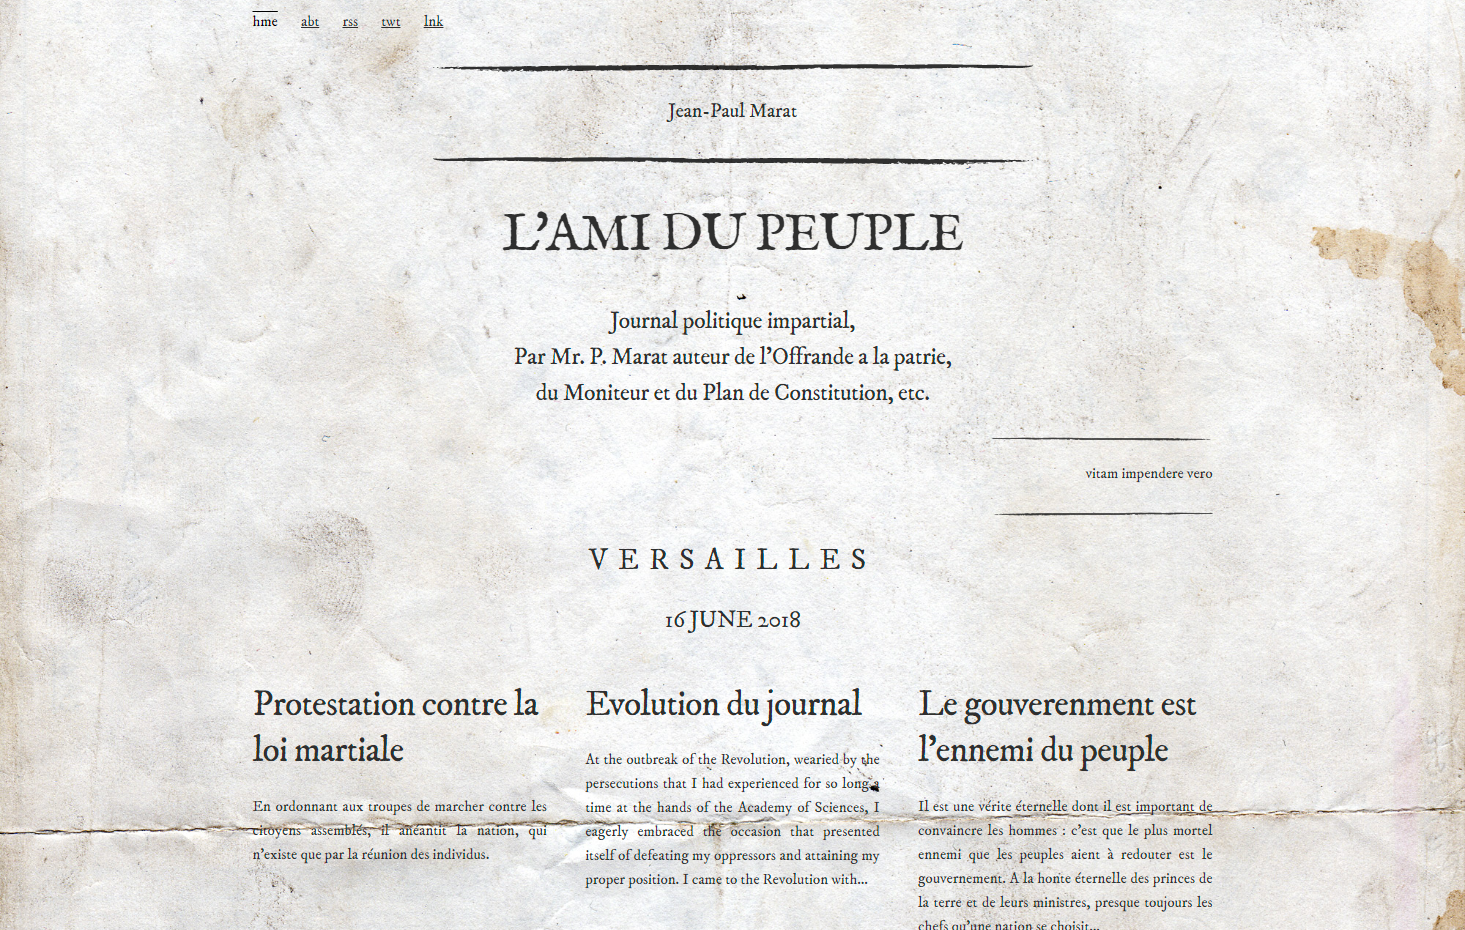 hme abt rss twt lnk
Jean-Paul Marat
L'AMI DU PEUPLE
Journal politique impartial,
Par Mr. P. Marat auteur de l'Offrande a la patrie,
du Moniteur et du Plan de Constitution, etc.
vitam impendere vero
VERSAILLES
16 JUNE 2018
Protestation contre la
loi martiale
En ordonnant aux troupes de marcher contre les
citoyens assemblés, il anéantit la nation, qui
n'existe que par la réunion des individus.
Evolution du journal
At the outbreak of the Revolution, wearied by the
persecutions that I had experienced for so long a
time at the hands of the Academy of Sciences, I
eagerly embraced the occasion that presented
itself of defeating my oppressors and attaining my
proper position. I came to the Revolution with...
Le gouverenment est
l'ennemi du peuple
Il est une vérite éternelle dont il est important de
convaincre les hommes : c'est que le plus mortel
ennemi que les peuples aient à redouter est le
gouvernement. A la honte éternelle des princes de
la terre et de leurs ministres, presque toujours les
chefs qu'une nation se choisit...